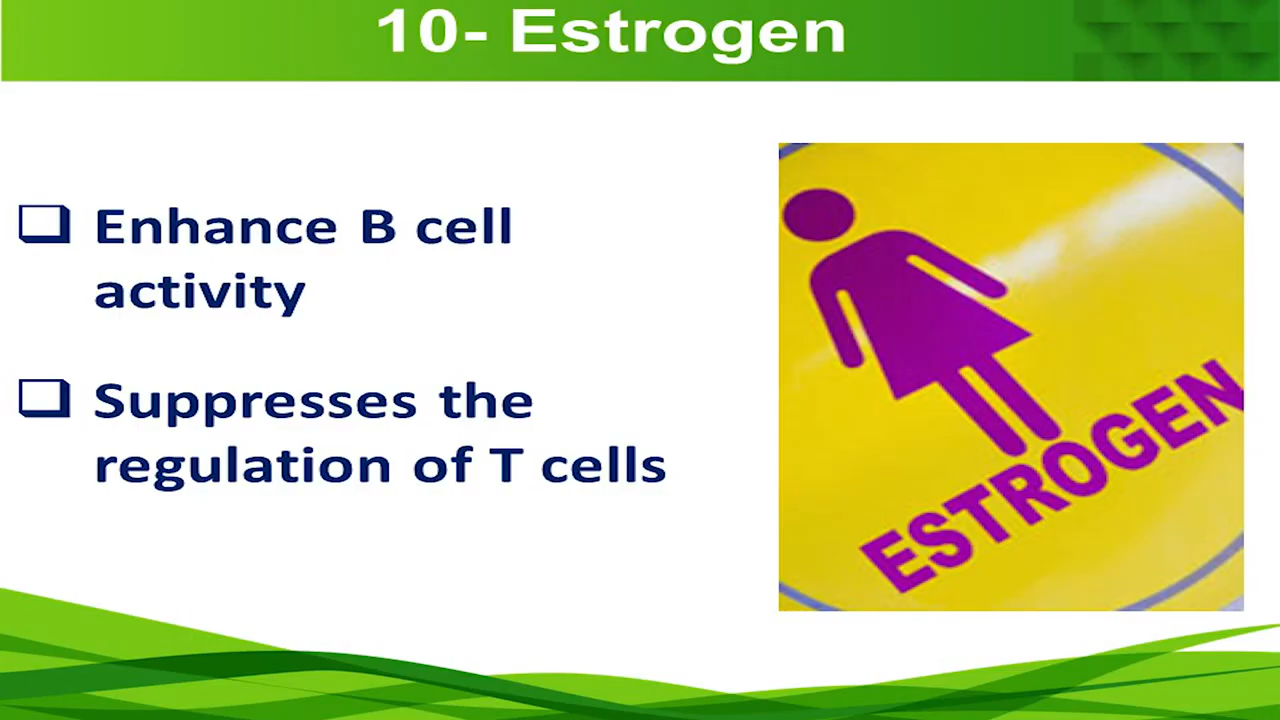 10- Estrogen
Enhance B cell
activity
Suppresses the
regulation of T cells
ESTROGEN